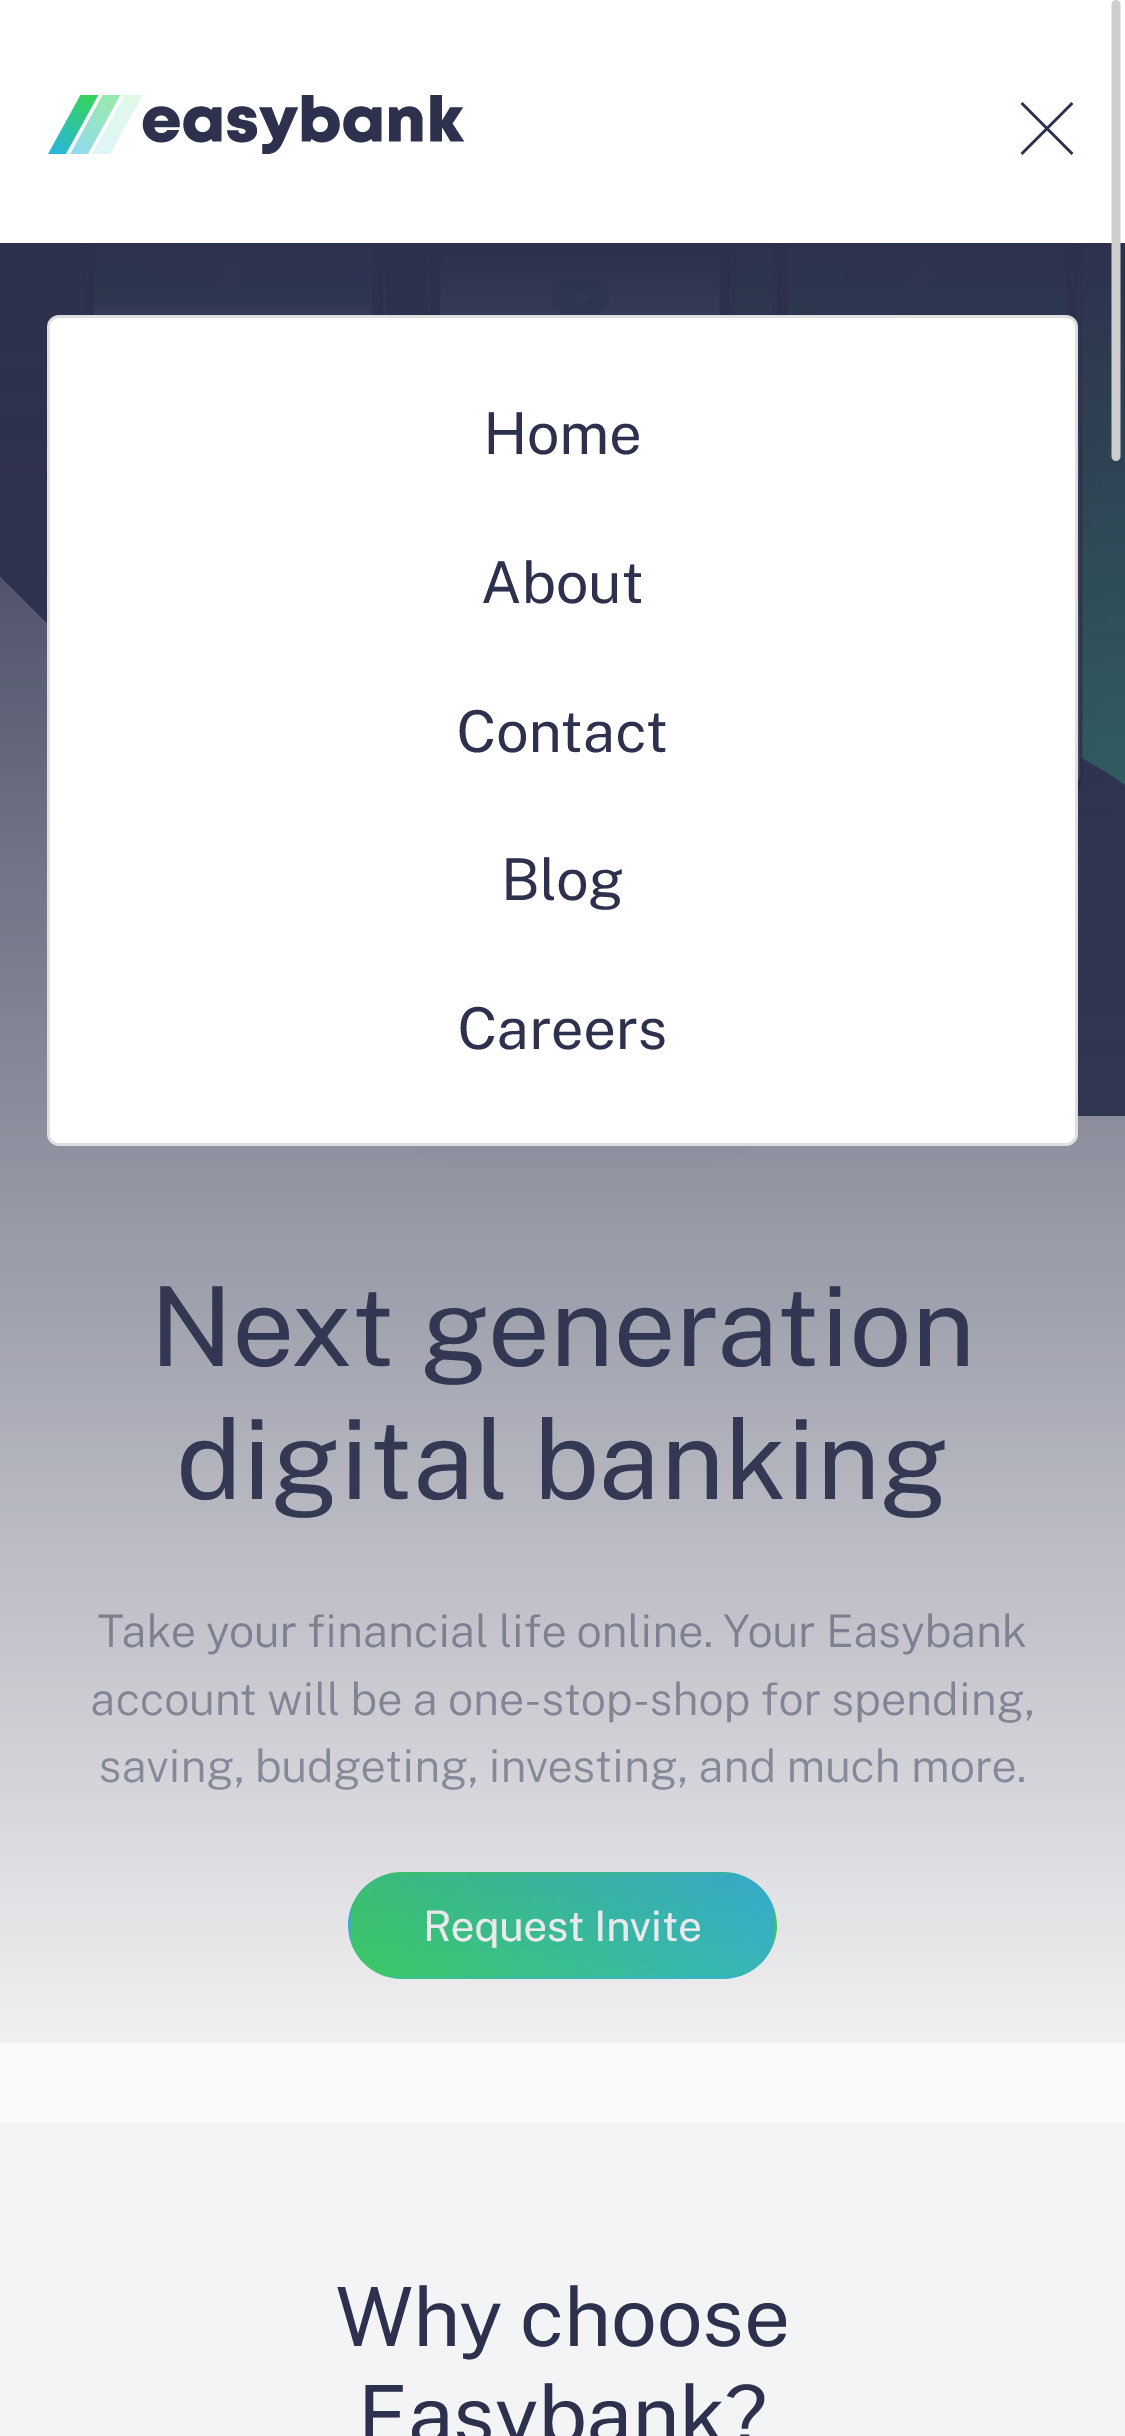 easybank
Home
About
Contact
Blog
Careers
Next generation
digital banking
Take your financial life online. Your Easybank
account will be a one-stop-shop for spending,
saving, budgeting, investing, and much more.
Request Invite
Why choose
Easybank?